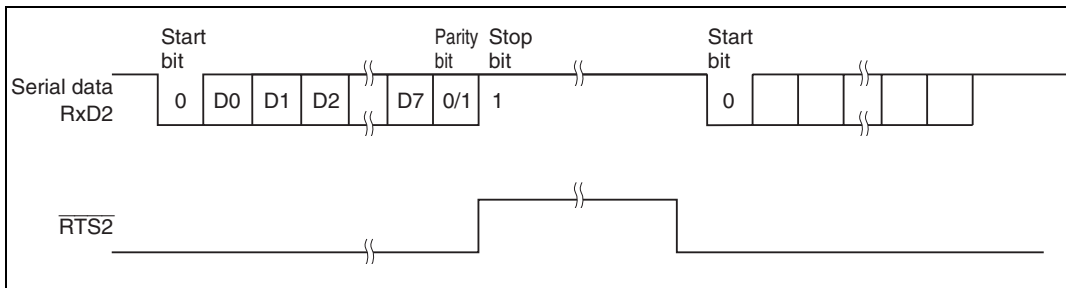 Start bit
Parity bit
Stop bit
Start bit
Serial data RxD2
0 D0 D1 D2 D7 0/1 1 0
RTS2